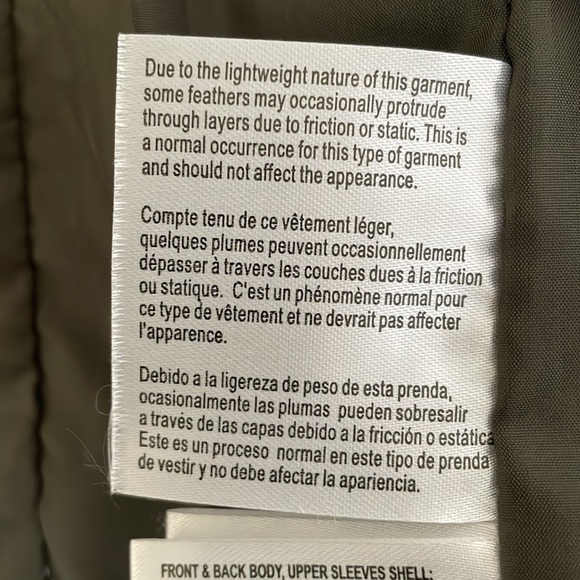 Due to the lightweight nature of this garment,
some feathers may occasionally protrude
through layers due to friction or static. This is
a normal occurrence for this type of garment
and should not affect the appearance.
Compte tenu de ce vêtement léger,
quelques plumes peuvent occasionnellement
dépasser à travers les couches dues à la friction
ou statique. C'est un phénomène normal pour
ce type de vêtement et ne devrait pas affecter
l'apparence.
Debido a la ligereza de peso de esta prenda,
ocasionalmente las plumas pueden sobresalir
a través de las capas debido a la fricción o estática
Este es un proceso normal en este tipo de prenda
de vestir y no debe afectar la apariencia.
FRONT & BACK BODY, UPPER SLEEVES SHELL: